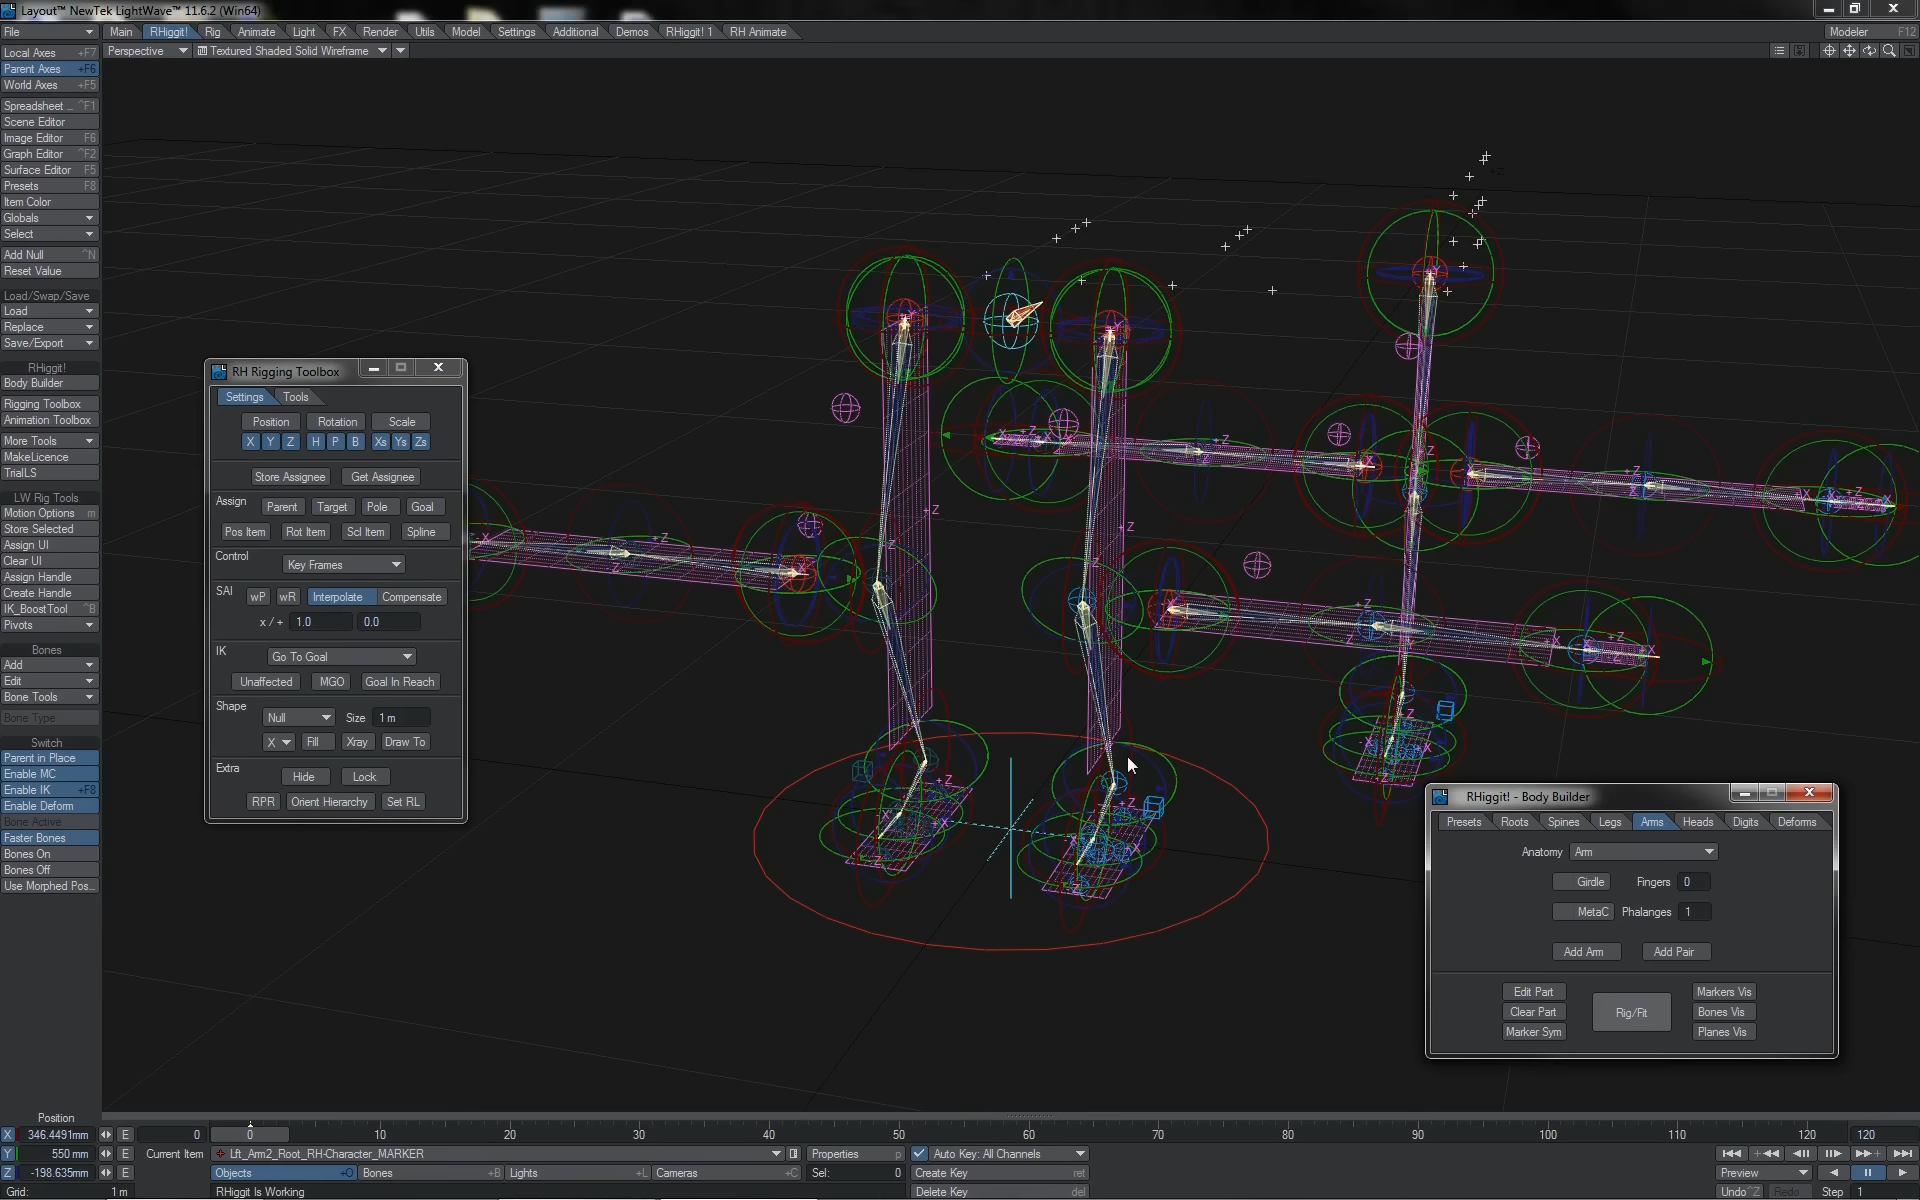 Layout™ NewTek LightWave™ 11.6.2 (Win64)
File Main RHiggit! Rig Animate Light FX Render Utils Model Settings Additional Demos RHiggit! 1 RH Animate Modeler F12
Perspective Textured Shaded Solid Wireframe
Local Axes +F7
Parent Axes +F6
World Axes +F5
Spreadsheet ... ^F1
Scene Editor
Image Editor F6
Graph Editor ^F2
Surface Editor F5
Presets F8
Item Color
Globals
Select
Add Null ^N
Reset Value
Load/Swap/Save
Load
Replace
Save/Export
RHiggit!
Body Builder
Rigging Toolbox
Animation Toolbox
More Tools
MakeLicence
TrialLS
LW Rig Tools
Motion Options m
Store Selected
Assign UI
Clear UI
Assign Handle
Create Handle
IK_BoostTool ^B
Pivots
Bones
Add
Edit
Bone Tools
Bone Type
Switch
Parent in Place
Enable MC
Enable IK +F8
Enable Deform
Bone Active
Faster Bones
Bones On
Bones Off
Use Morphed Pos...
RH Rigging Toolbox
Settings Tools
Position Rotation Scale
X Y Z H P B Xs Ys Zs
Store Assignee Get Assignee
Assign Parent Target Pole Goal
Pos Item Rot Item Scl Item Spline
Control Key Frames
SAI wP wR Interpolate Compensate
x / + 1.0 0.0
IK Go To Goal
Unaffected MGO Goal In Reach
Shape Null Size 1 m
X Fill Xray Draw To
Extra Hide Lock
RPR Orient Hierarchy Set RL
RHiggit! - Body Builder
Presets Roots Spines Legs Arms Heads Digits Deforms
Anatomy Arm
Girdle Fingers 0
MetaC Phalanges 1
Add Arm Add Pair
Edit Part Markers Vis
Clear Part Rig/Fit Bones Vis
Marker Sym Planes Vis
Position
X 346.4491mm E 0 0 10 20 30 40 50 60 70 80 90 100 110 120 120
Y 550 mm E Current Item Lft_Arm2_Root_RH-Character_MARKER Properties p Auto Key: All Channels
Z -198.635mm E Objects +O Bones +B Lights +L Cameras +C Sel: 0 Create Key ret Preview
Grid: 1 m RHiggit Is Working Delete Key del Undo ^Z Redo Step 1